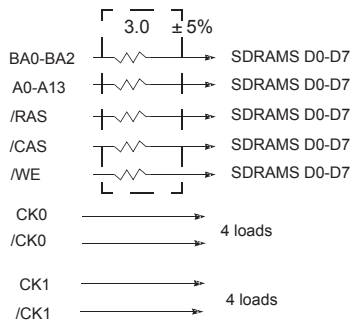 3.0 ± 5%
BA0-BA2 SDRAMS D0-D7
A0-A13 SDRAMS D0-D7
/RAS SDRAMS D0-D7
/CAS SDRAMS D0-D7
/WE SDRAMS D0-D7
CK0
/CK0
4 loads
CK1
/CK1
4 loads